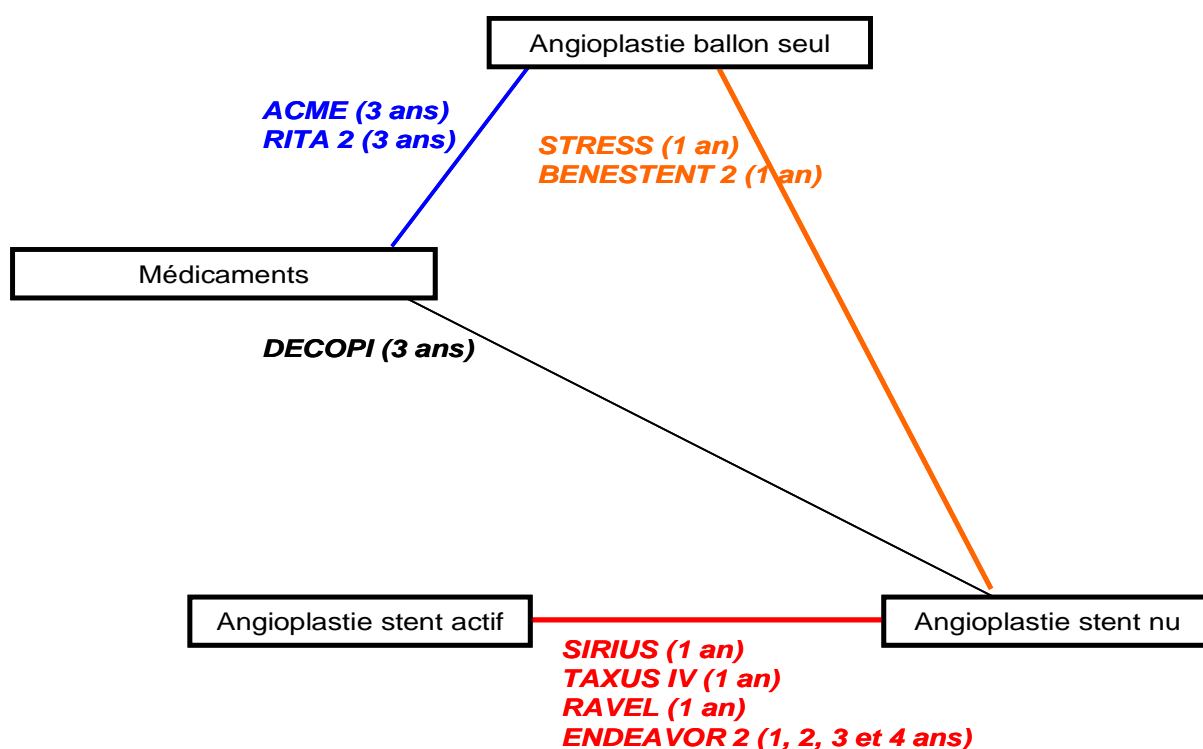 Angioplastie ballon seul
ACME (3 ans)
RITA 2 (3 ans)
STRESS (1 an)
BENESTENT 2 (1 an)
Médicaments
DECOPI (3 ans)
Angioplastie stent actif
Angioplastie stent nu
SIRIUS (1 an)
TAXUS IV (1 an)
RAVEL (1 an)
ENDEAVOR 2 (1, 2, 3 et 4 ans)